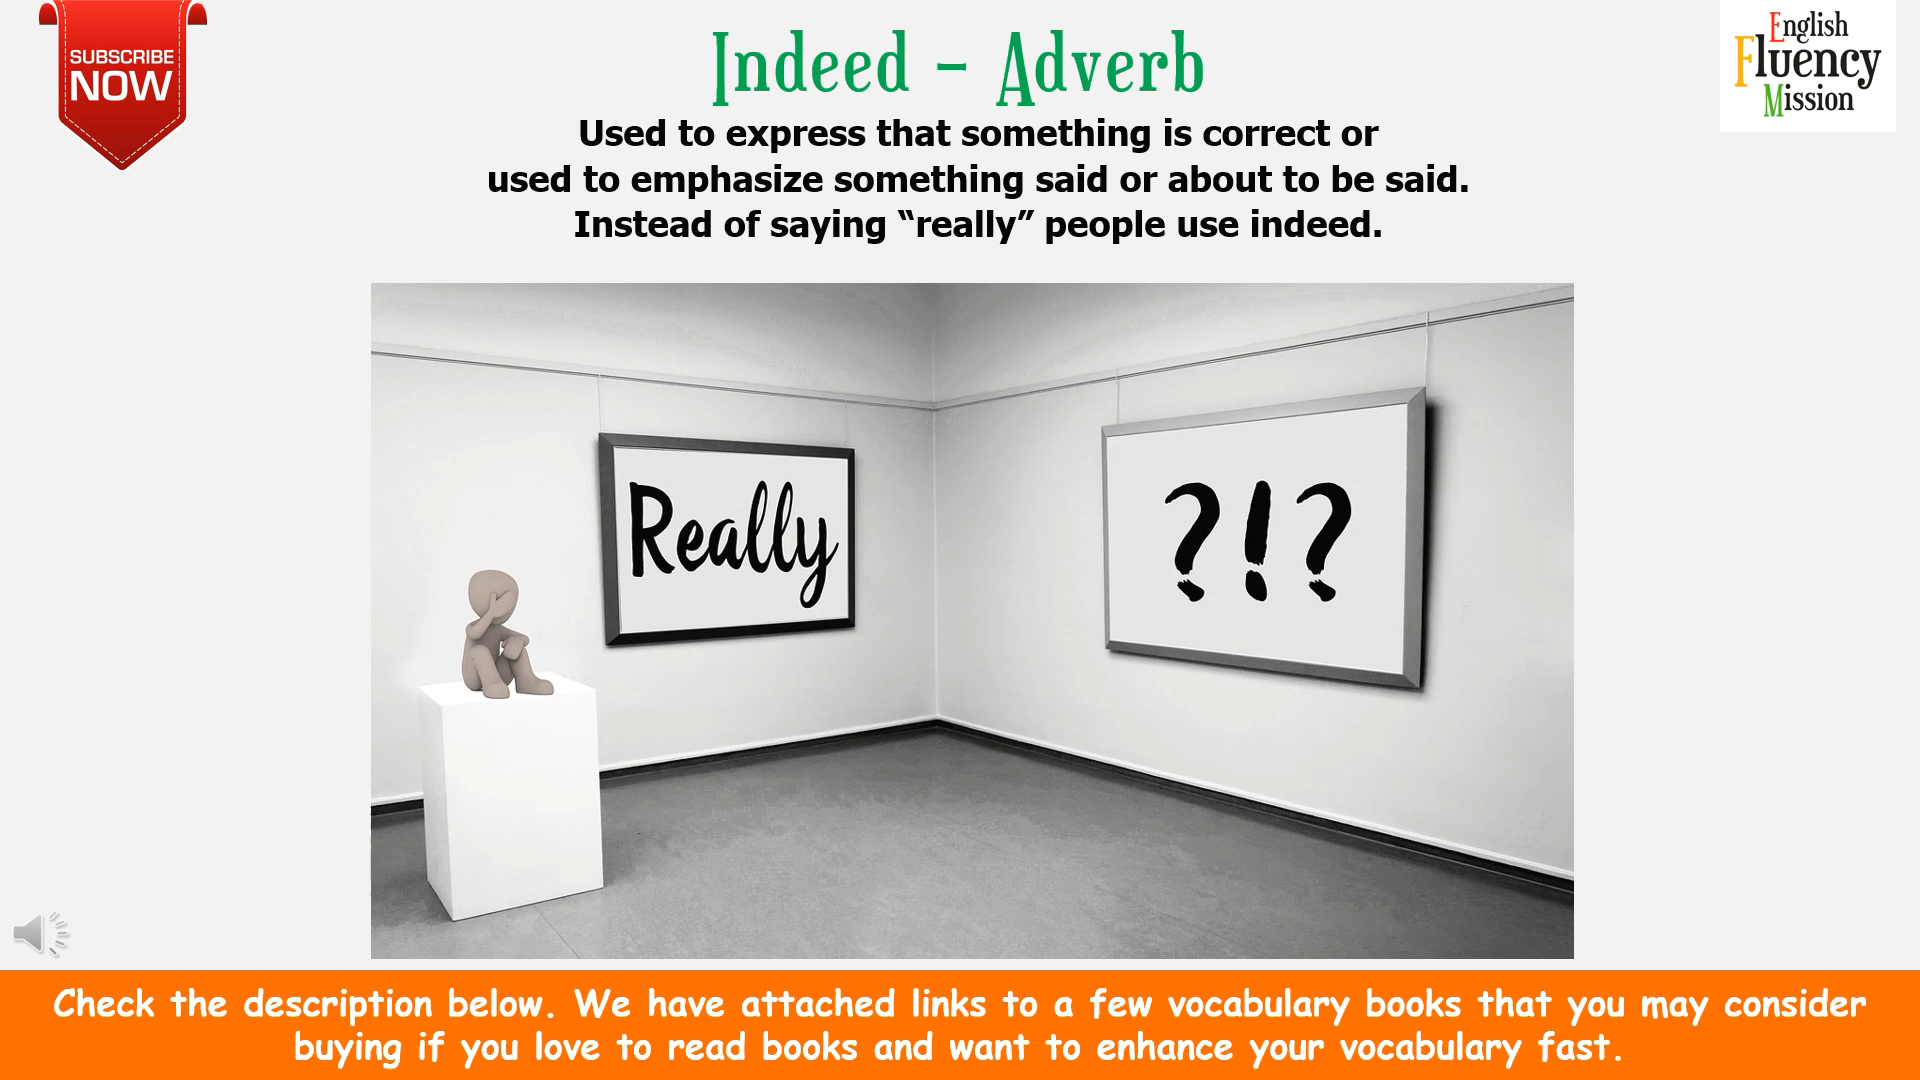 SUBSCRIBE
NOW
Indeed - Adverb
English
Fluency
Mission
Used to express that something is correct or
used to emphasize something said or about to be said.
Instead of saying “really” people use indeed.
Really
?!?
Check the description below. We have attached links to a few vocabulary books that you may consider
buying if you love to read books and want to enhance your vocabulary fast.